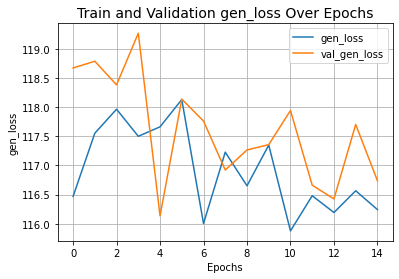 Train and Validation gen_loss Over Epochs
gen_loss
val_gen_loss
119.0
118.5
118.0
117.5
117.0
116.5
116.0
gen_loss
0 2 4 6 8 10 12 14
Epochs